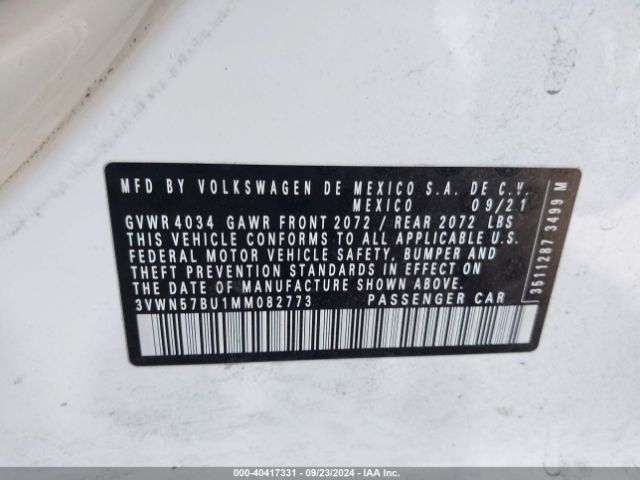 MFD BY VOLKSWAGEN DE MEXICO S.A. DE C.V.
MEXICO 09/21
GVWR 4034 GAWR FRONT 2072 / REAR 2072 LBS
THIS VEHICLE CONFORMS TO ALL APPLICABLE U.S.
FEDERAL MOTOR VEHICLE SAFETY, BUMPER AND
THEFT PREVENTION STANDARDS IN EFFECT ON
THE DATE OF MANUFACTURE SHOWN ABOVE.
3VWN57BU1MM082773 PASSENGER CAR
3511287 3499 M
000-40417331 - 09/23/2024 - IAA Inc.